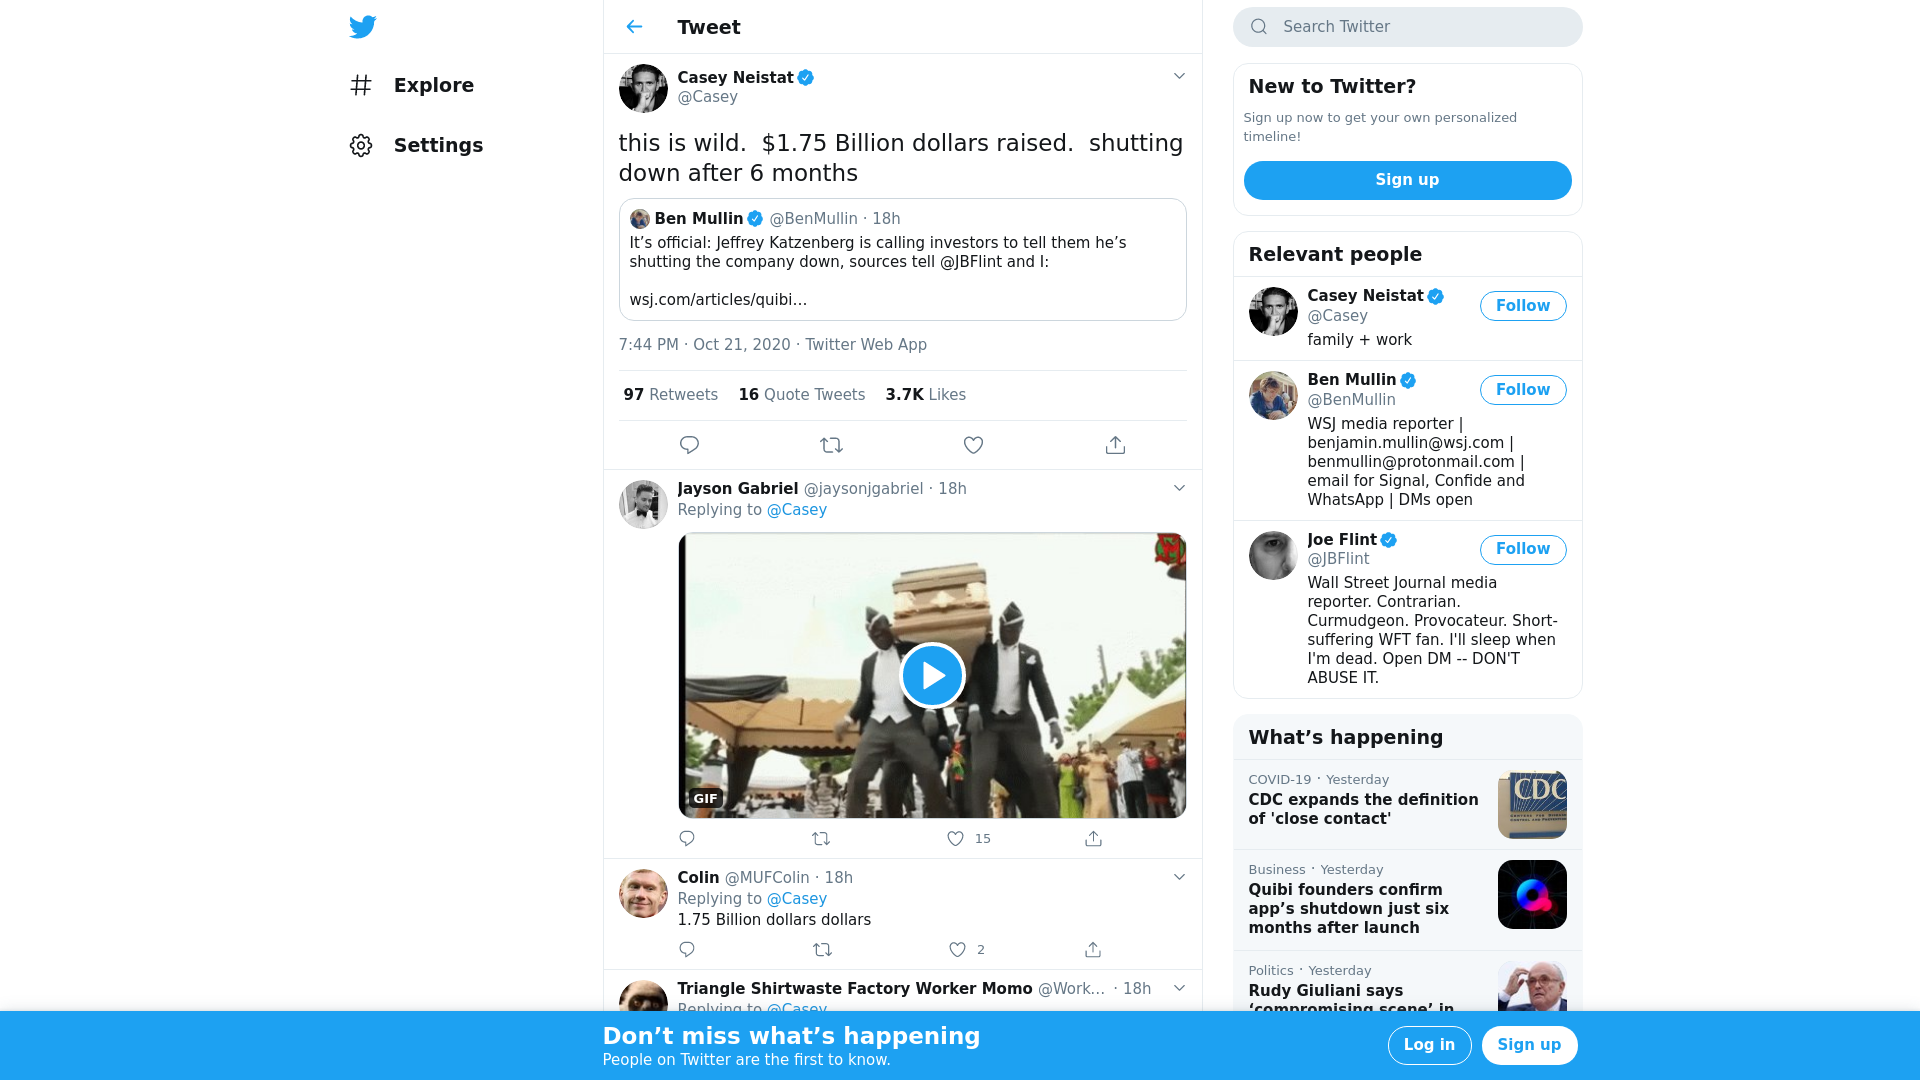 Explore
Settings
Tweet
Casey Neistat
@Casey
this is wild.  $1.75 Billion dollars raised.  shutting
down after 6 months
Ben Mullin @BenMullin · 18h
It’s official: Jeffrey Katzenberg is calling investors to tell them he’s
shutting the company down, sources tell @JBFlint and I:
wsj.com/articles/quibi…
7:44 PM · Oct 21, 2020 · Twitter Web App
97 Retweets 16 Quote Tweets 3.7K Likes
Jayson Gabriel @jaysonjgabriel · 18h
Replying to @Casey
GIF
15
Colin @MUFColin · 18h
Replying to @Casey
1.75 Billion dollars dollars
2
Triangle Shirtwaste Factory Worker Momo @Work… · 18h
Replying to @Casey
Search Twitter
New to Twitter?
Sign up now to get your own personalized
timeline!
Sign up
Relevant people
Casey Neistat
@Casey
Follow
family + work
Ben Mullin
@BenMullin
Follow
WSJ media reporter |
benjamin.mullin@wsj.com |
benmullin@protonmail.com |
email for Signal, Confide and
WhatsApp | DMs open
Joe Flint
@JBFlint
Follow
Wall Street Journal media
reporter. Contrarian.
Curmudgeon. Provocateur. Short-
suffering WFT fan. I'll sleep when
I'm dead. Open DM -- DON'T
ABUSE IT.
What’s happening
COVID-19 · Yesterday
CDC expands the definition
of 'close contact'
CDC
Business · Yesterday
Quibi founders confirm
app’s shutdown just six
months after launch
Politics · Yesterday
Rudy Giuliani says
‘compromising scene’ in
Don’t miss what’s happening
People on Twitter are the first to know.
Log in
Sign up